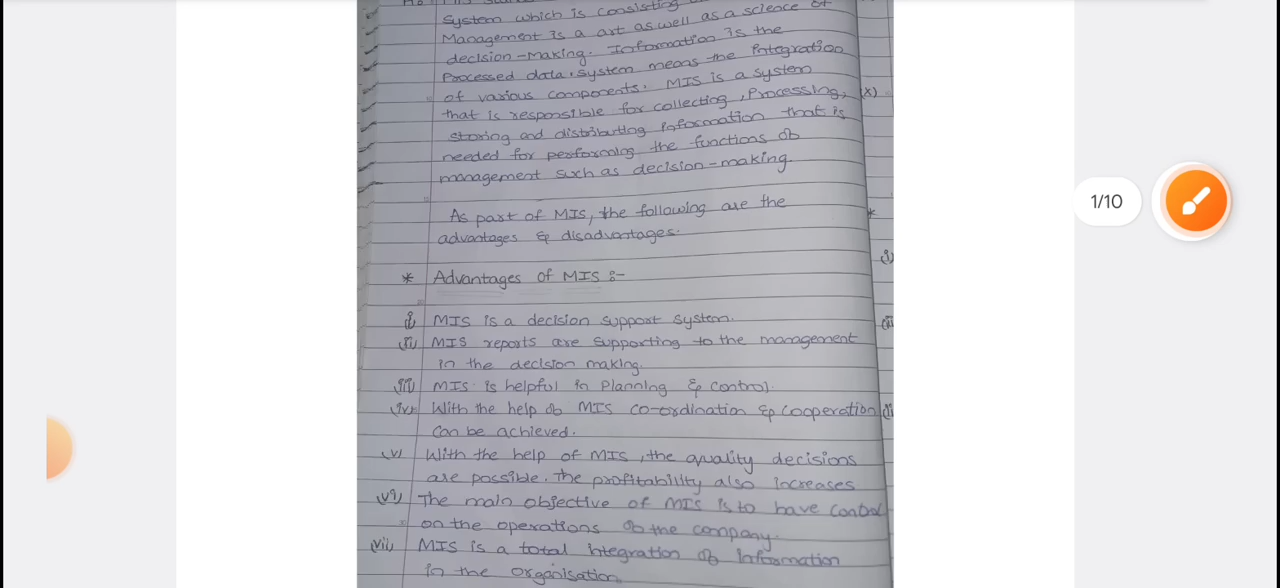 System which is consisting
Management is a art as well as a science of
decision-making. Information is the
Processed data, System means the integration
of various components. MIS is a system
that is responsible for collecting, Processing, (x)
storing and distributing information that is
needed for performing the functions of
management such as decision-making.
As part of MIS, the following are the
advantages & disadvantages.
* Advantages of MIS :-
i) MIS is a decision support system.
(ii) MIS reports are supporting to the management
in the decision making.
(iii) MIS is helpful in Planning & Control.
(iv) With the help of MIS co-ordination & cooperation
can be achieved.
(v) With the help of MIS, the quality decisions
are possible. The profitability also increases
(vi) The main objective of MIS is to have control
on the operations of the company.
(vii) MIS is a total integration of information
in the organisation.
1/10